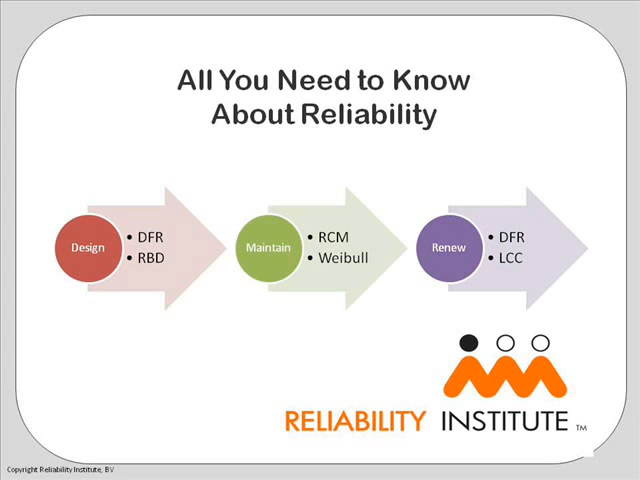 All You Need to Know
About Reliability
Design
• DFR
• RBD
Maintain
• RCM
• Weibull
Renew
• DFR
• LCC
RELIABILITY INSTITUTE TM
Copyright Reliability Institute, BV